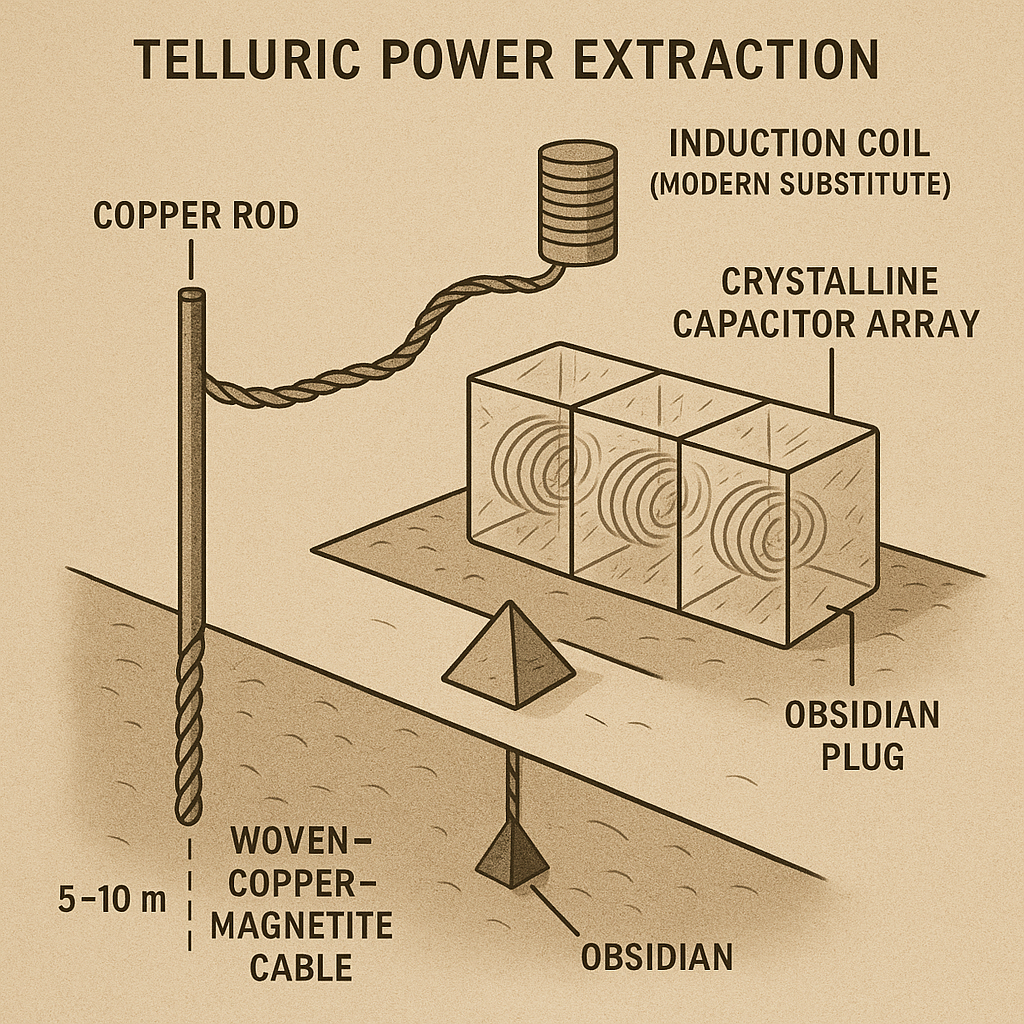 TELLURIC POWER EXTRACTION
INDUCTION COIL
(MODERN SUBSTITUTE)
COPPER ROD
CRYSTALLINE
CAPACITOR ARRAY
OBSIDIAN
PLUG
WOVEN–
COPPER–
MAGNETITE
CABLE
5–10 m
OBSIDIAN